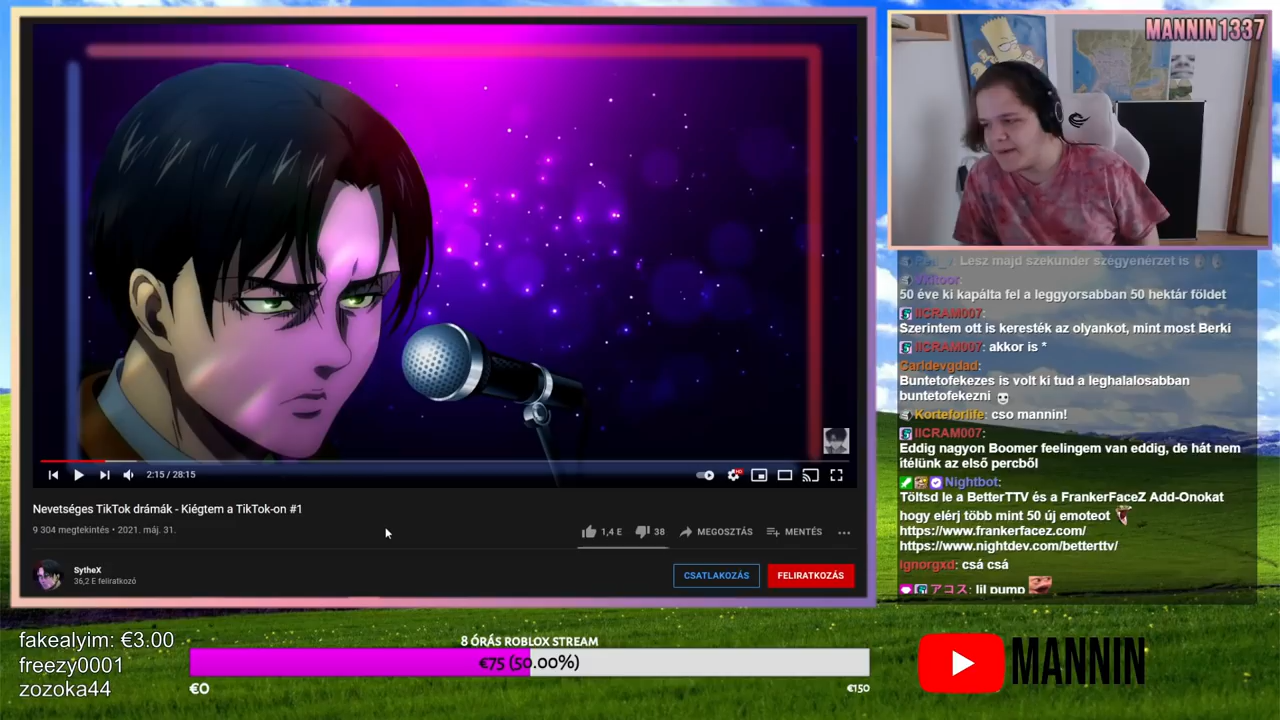 MANNIN1337
2:15 / 28:15
HD
Nevetséges TikTok drámák - Kiégtem a TikTok-on #1
9 304 megtekintés • 2021. máj. 31.
1,4 E
38
MEGOSZTÁS
MENTÉS
SytheX
36,2 E feliratkozó
CSATLAKOZÁS
FELIRATKOZÁS
Lesz majd szekunder szégyenérzet is
50 éve ki kapálta fel a leggyorsabban 50 hektár földet
IICRAM007:
Szerintem ott is keresték az olyankot, mint most Berki
IICRAM007: akkor is *
Carldevgdad:
Buntetofekezes is volt ki tud a leghalalosabban
buntetofekezni
Korteforlife: cso mannin!
IICRAM007:
Eddig nagyon Boomer feelingem van eddig, de hát nem
ítélünk az első percből
Nightbot:
Töltsd le a BetterTTV és a FrankerFaceZ Add-Onokat
hogy elérj több mint 50 új emoteot
https://www.frankerfacez.com/
https://www.nightdev.com/betterttv/
Ignorgxd: csá csá
アコス: lil pump
fakealyim: €3.00
freezy0001
zozoka44
8 ÓRÁS ROBLOX STREAM
€75 (50.00%)
€0
€150
MANNIN